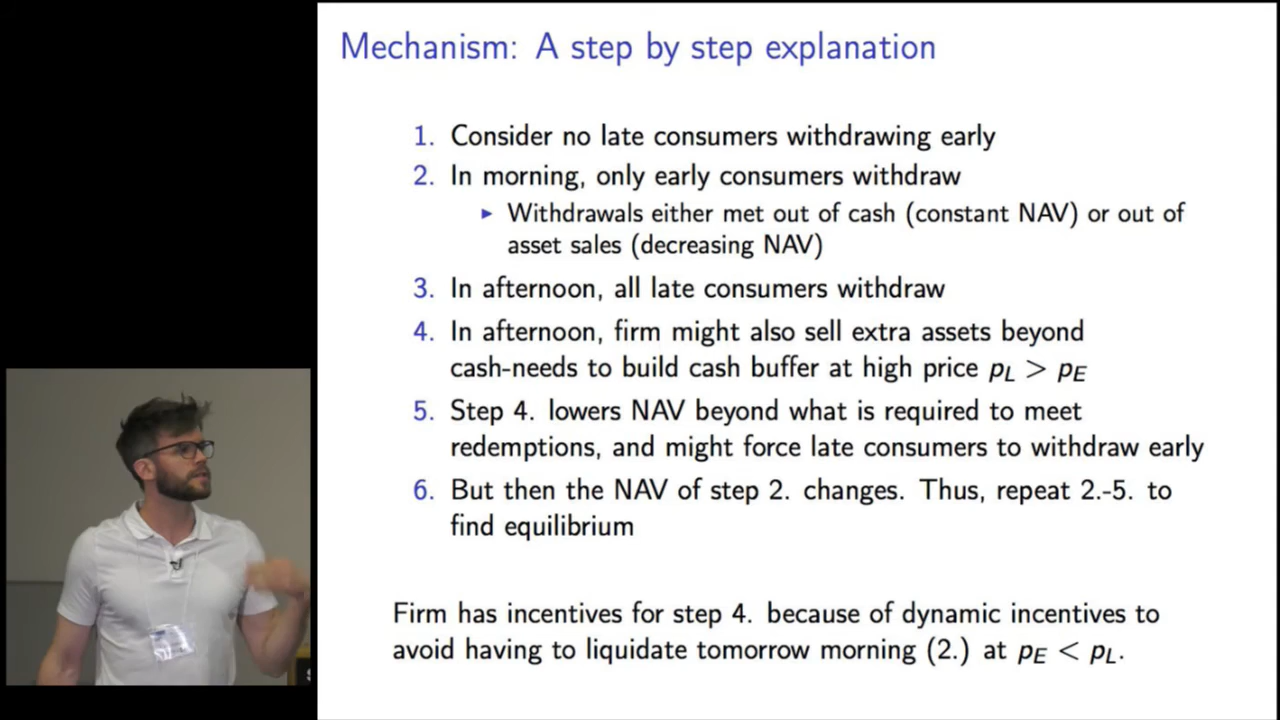 Mechanism: A step by step explanation
1. Consider no late consumers withdrawing early
2. In morning, only early consumers withdraw
▶ Withdrawals either met out of cash (constant NAV) or out of
asset sales (decreasing NAV)
3. In afternoon, all late consumers withdraw
4. In afternoon, firm might also sell extra assets beyond
cash-needs to build cash buffer at high price p_L > p_E
5. Step 4. lowers NAV beyond what is required to meet
redemptions, and might force late consumers to withdraw early
6. But then the NAV of step 2. changes. Thus, repeat 2.-5. to
find equilibrium
Firm has incentives for step 4. because of dynamic incentives to
avoid having to liquidate tomorrow morning (2.) at p_E < p_L.